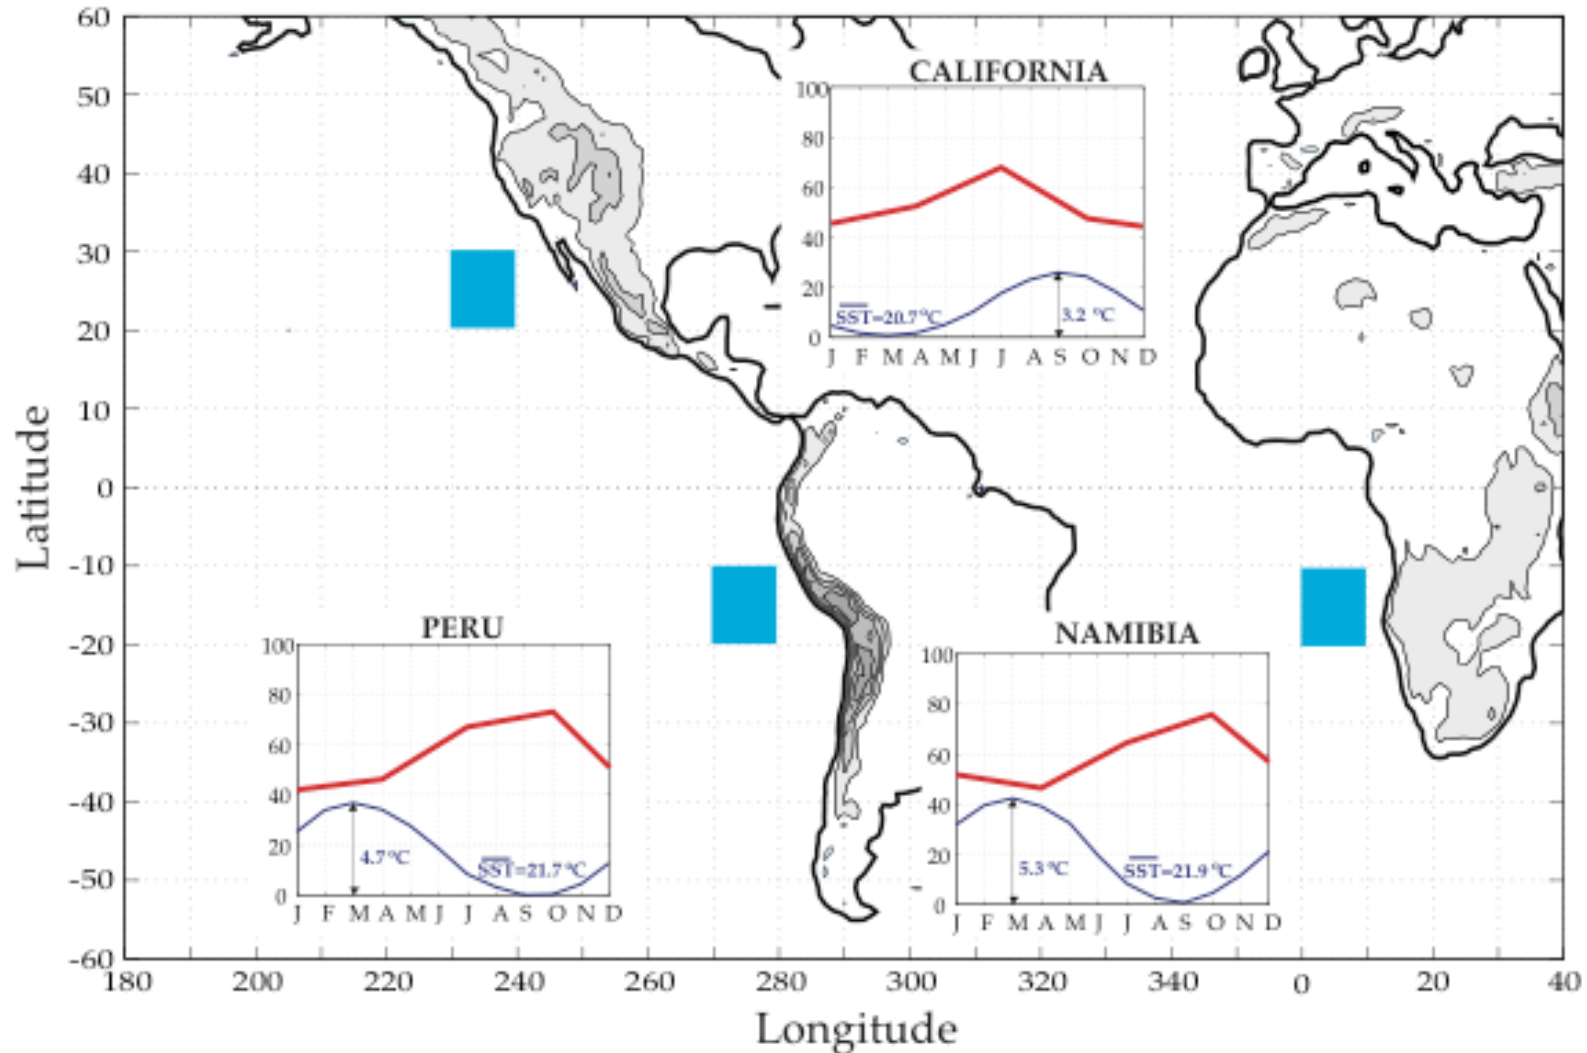 60
50
40
30
20
10
0
-10
-20
-30
-40
-50
-60
Latitude
180 200 220 240 260 280 300 320 340 0 20 40
Longitude
CALIFORNIA
100
80
60
40
20
0
SST=20.7 °C
3.2 °C
J F M A M J J A S O N D
PERU
100
80
60
40
20
0
4.7 °C
SST=21.7 °C
J F M A M J J A S O N D
NAMIBIA
100
80
60
40
20
0
5.3 °C
SST=21.9 °C
J F M A M J J A S O N D